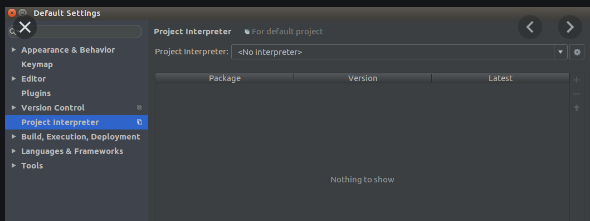 Default Settings
Project Interpreter For default project
Appearance & Behavior
Project Interpreter: <No interpreter>
Keymap
Editor
Package Version Latest
Plugins
Version Control
Project Interpreter
Build, Execution, Deployment
Languages & Frameworks
Tools
Nothing to show